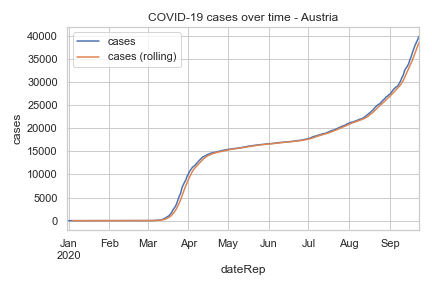 COVID-19 cases over time - Austria
cases
cases (rolling)
40000
35000
30000
25000
20000
15000
10000
5000
0
cases
Jan Feb Mar Apr May Jun Jul Aug Sep
2020
dateRep